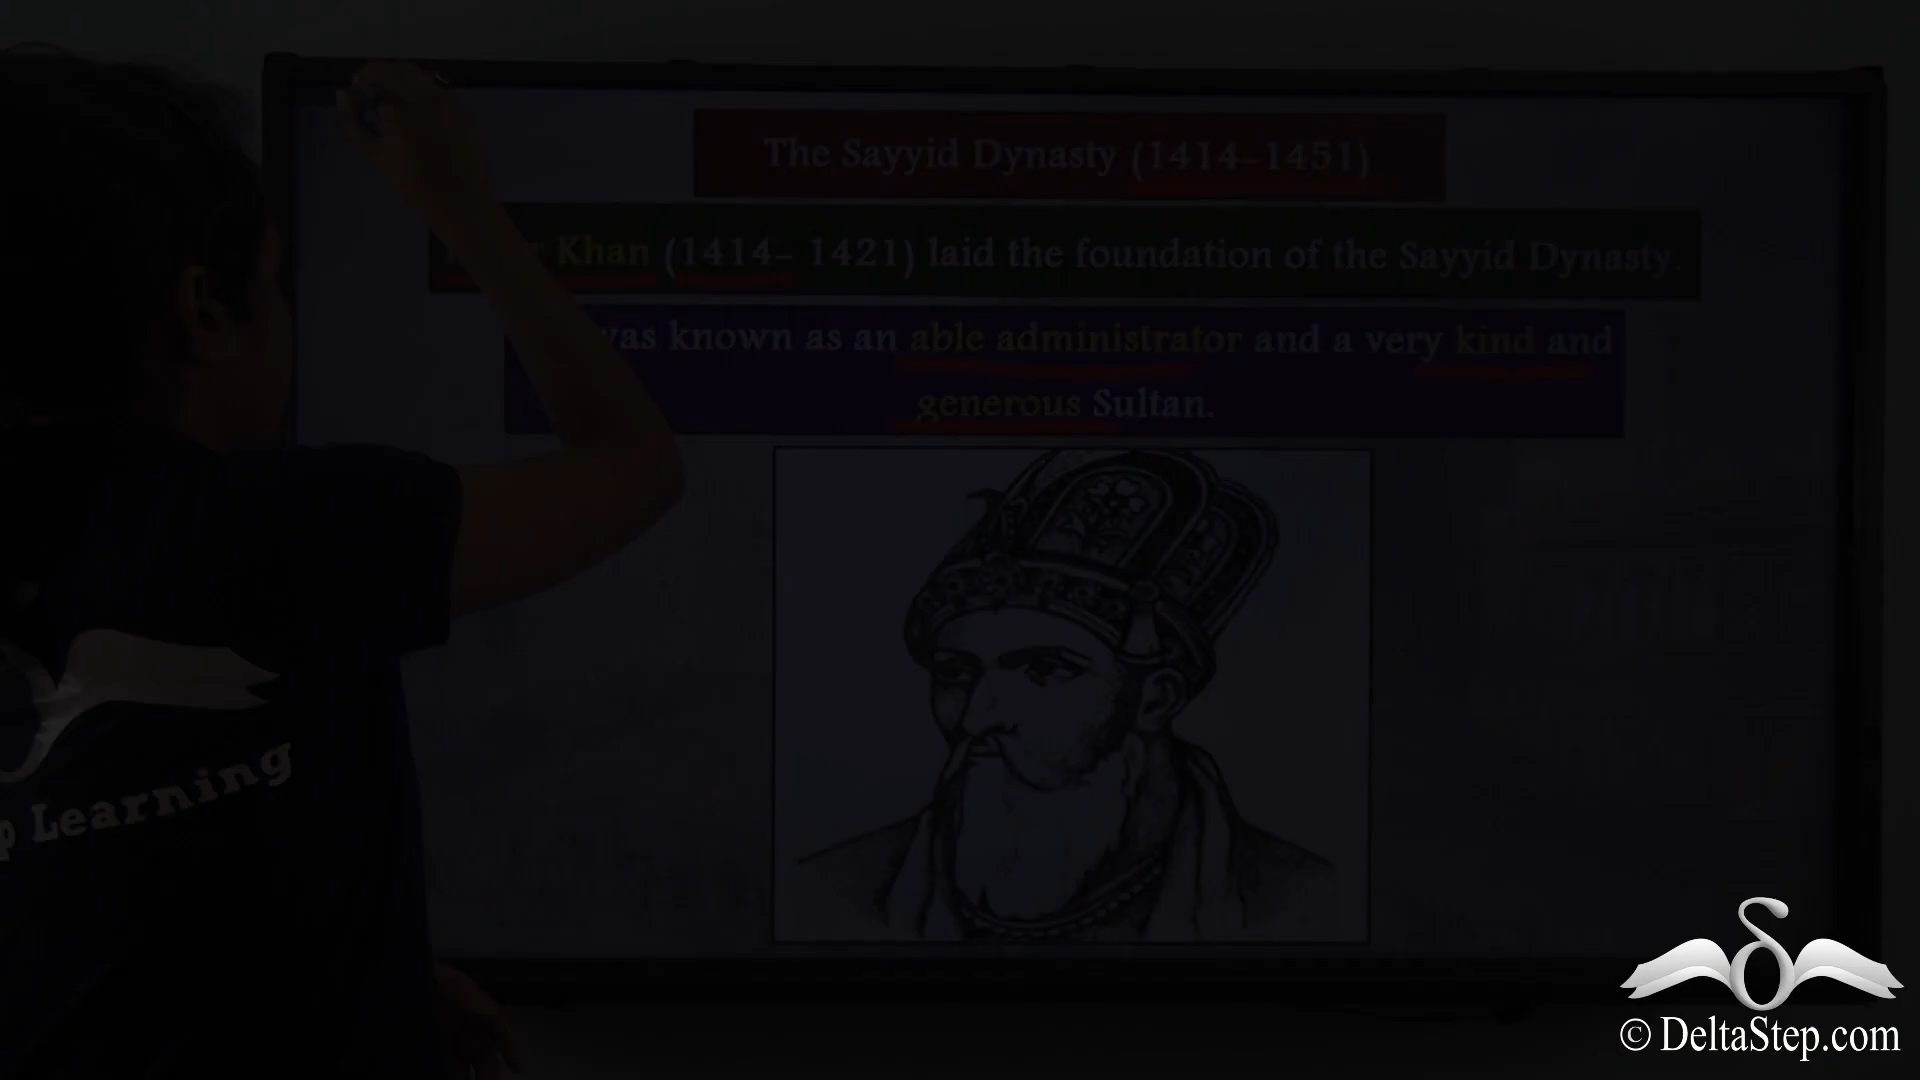 The Sayyid Dynasty (1414-1451)
Khan (1414- 1421) laid the foundation of the Sayyid Dynasty.
was known as an able administrator and a very kind and
generous Sultan.
Learning
© DeltaStep.com